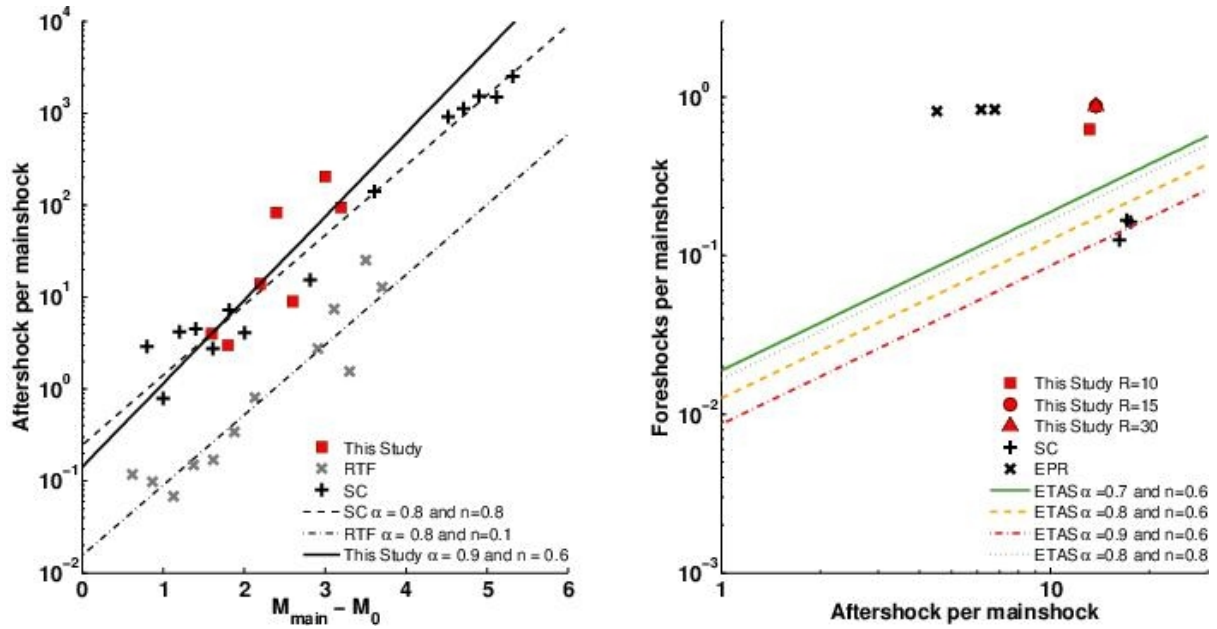 Aftershock per mainshock
10^4
10^3
10^2
10^1
10^0
10^-1
10^-2
This Study
RTF
SC
SC α = 0.8 and n=0.8
RTF α = 0.8 and n=0.1
This Study α = 0.9 and n = 0.6
0 1 2 3 4 5 6
M_main − M_0
Foreshocks per mainshock
10^0
10^-1
10^-2
10^-3
This Study R=10
This Study R=15
This Study R=30
SC
EPR
ETAS α =0.7 and n=0.6
ETAS α =0.8 and n=0.6
ETAS α =0.9 and n=0.6
ETAS α =0.8 and n=0.8
1 10
Aftershock per mainshock